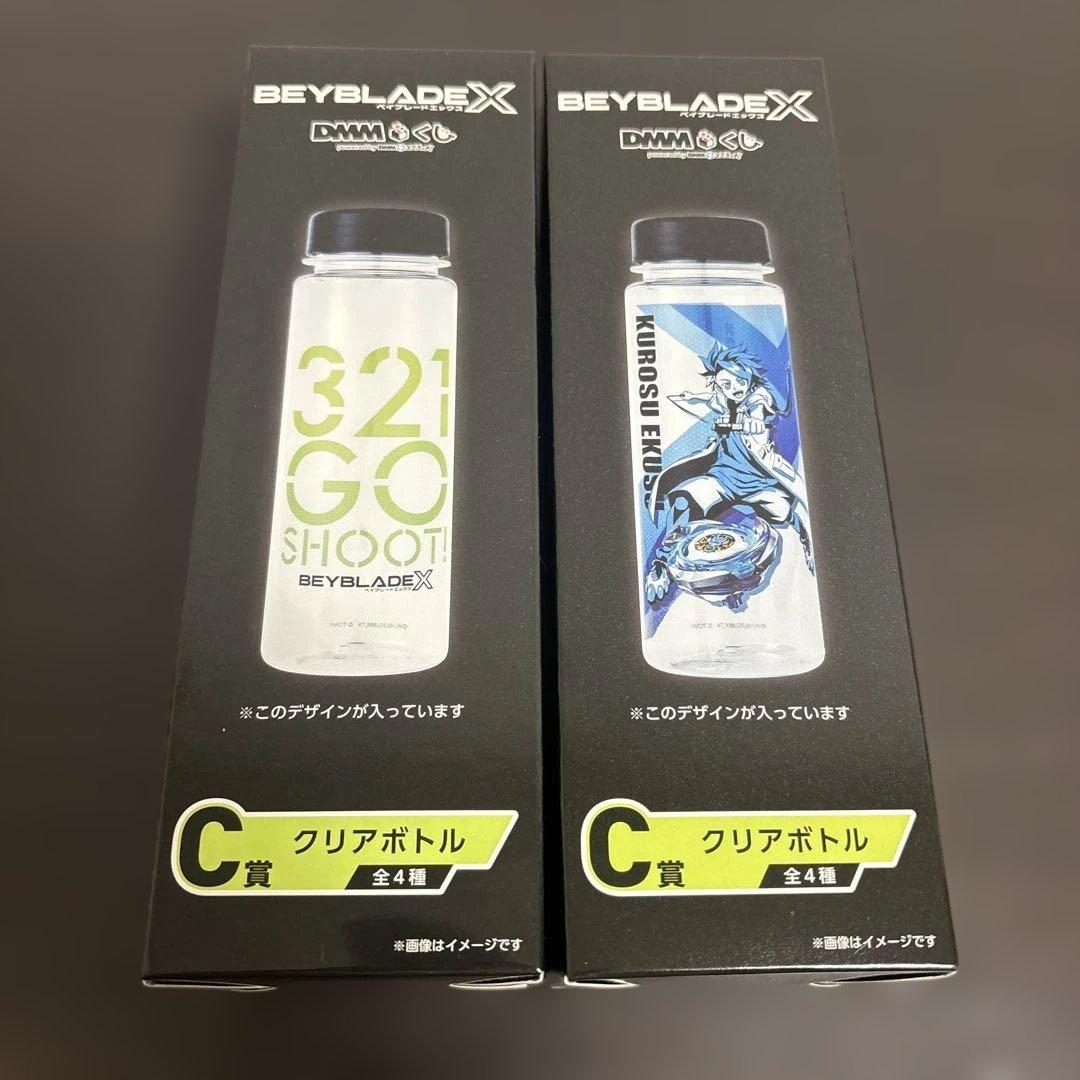 BEYBLADE X
ベイブレードエックス
DMMくじ
powered by DMM
321
GO
SHOOT!
BEYBLADE X
ベイブレードエックス
※このデザインが入っています
C賞
クリアボトル
全4種
※画像はイメージです
BEYBLADE X
ベイブレードエックス
DMMくじ
powered by DMM
KUROSU EKUSU
※このデザインが入っています
C賞
クリアボトル
全4種
※画像はイメージです